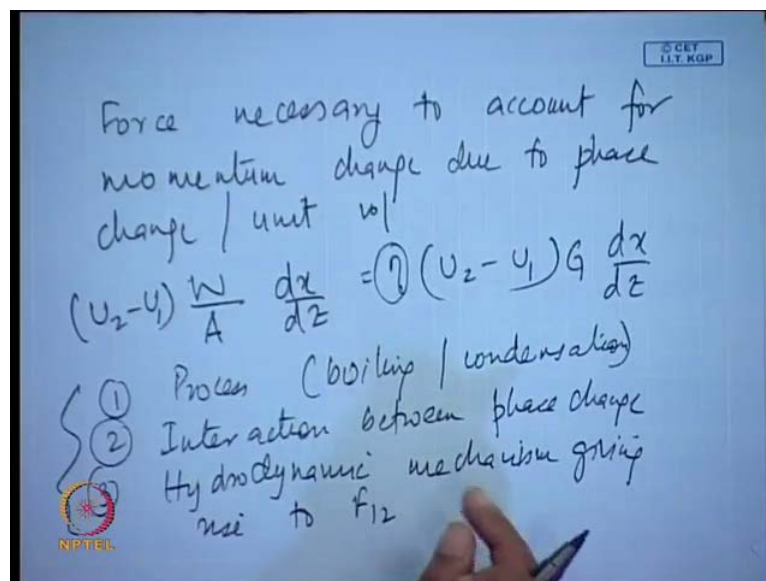 © CET
I.I.T. KGP
Force necessary to account for
momentum change due to phase
change / unit vol
(U₂-U₁) W/A dx/dz = η (U₂ - U₁) G dx/dz
① Process (boiling / condensation)
② Interaction between phase change
③ Hydrodynamic mechanism giving
rise to F₁₂
NPTEL